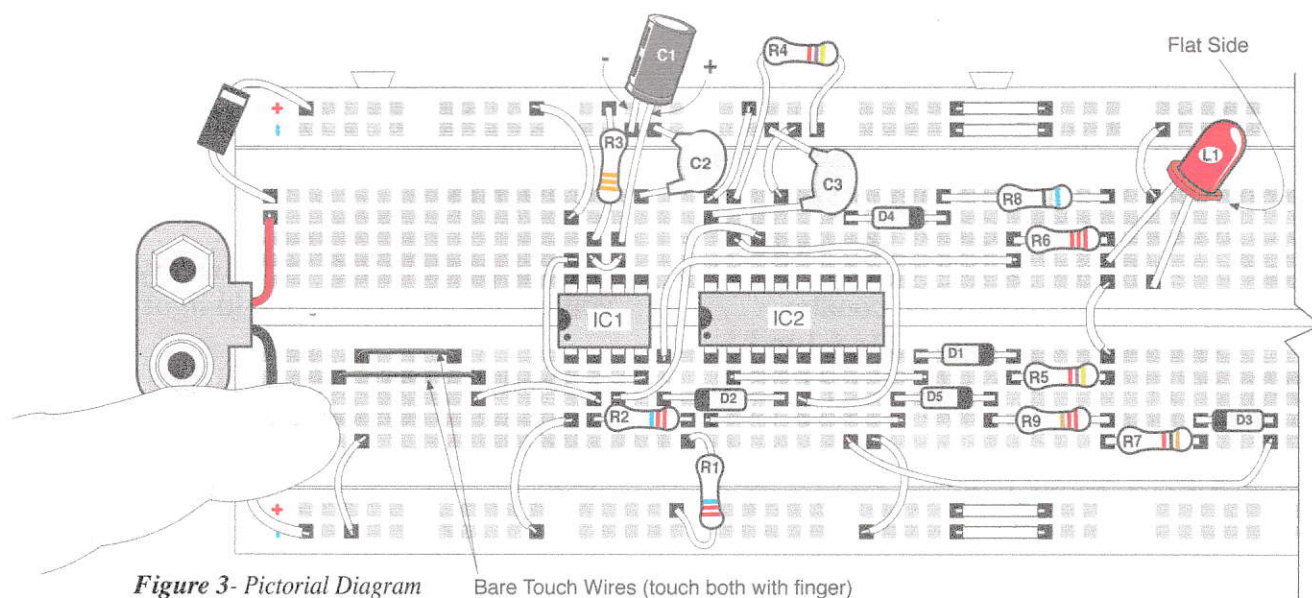 Flat Side
C1
- +
R4
+
R3
C2
C3
L1
R8
D4
R6
IC1
IC2
D1
R5
D2
D5
R2
R9
R7
D3
R1
+
Figure 3- Pictorial Diagram
Bare Touch Wires (touch both with finger)